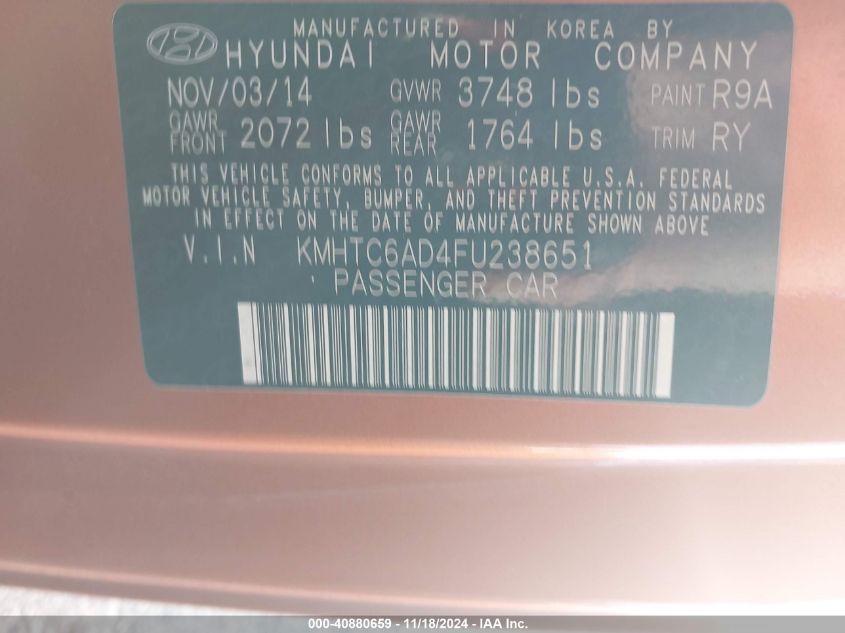 MANUFACTURED IN KOREA BY
HYUNDAI MOTOR COMPANY
NOV/03/14 GVWR 3748 lbs PAINT R9A
GAWR FRONT 2072 lbs GAWR REAR 1764 lbs TRIM RY
THIS VEHICLE CONFORMS TO ALL APPLICABLE U.S.A. FEDERAL
MOTOR VEHICLE SAFETY, BUMPER, AND THEFT PREVENTION STANDARDS
IN EFFECT ON THE DATE OF MANUFACTURE SHOWN ABOVE
V.I.N KMHTC6AD4FU238651
PASSENGER CAR
000-40880659 - 11/18/2024 - IAA Inc.